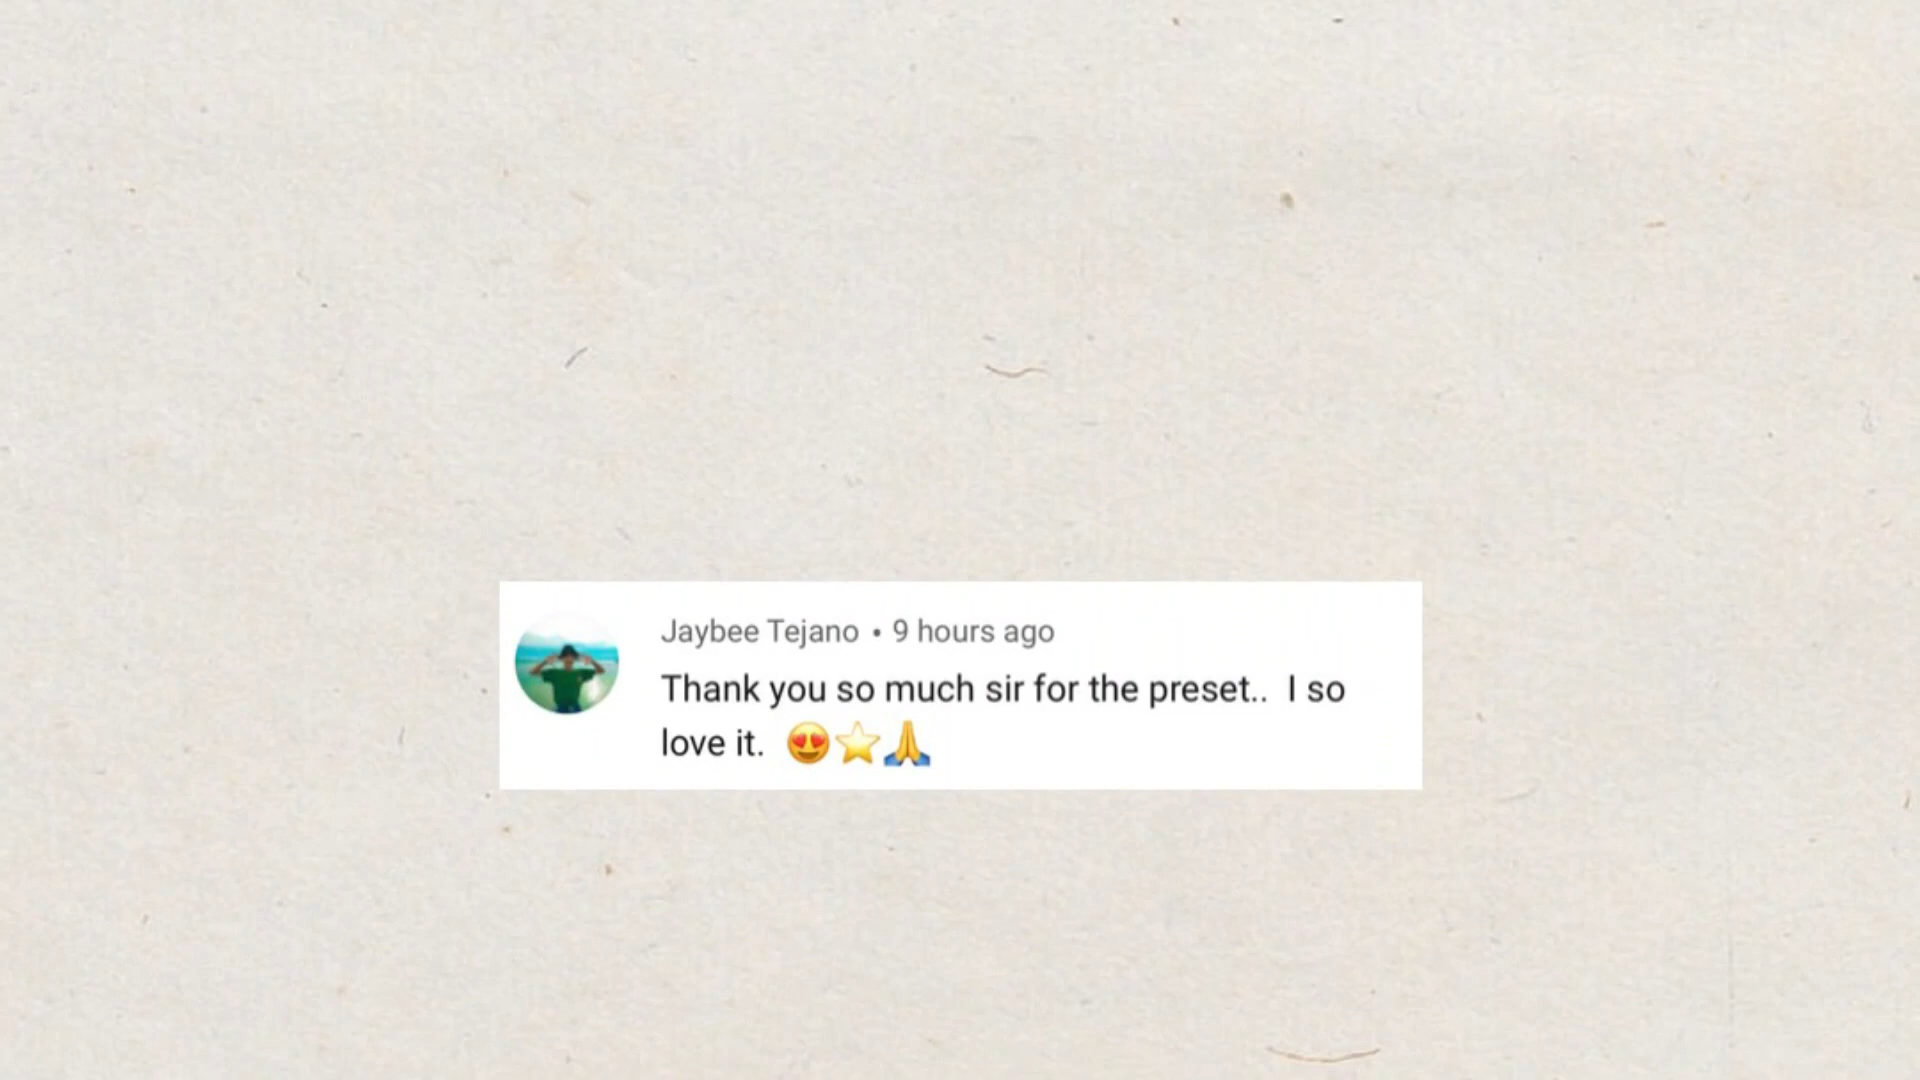 Jaybee Tejano • 9 hours ago
Thank you so much sir for the preset..  I so
love it.  😍⭐🙏